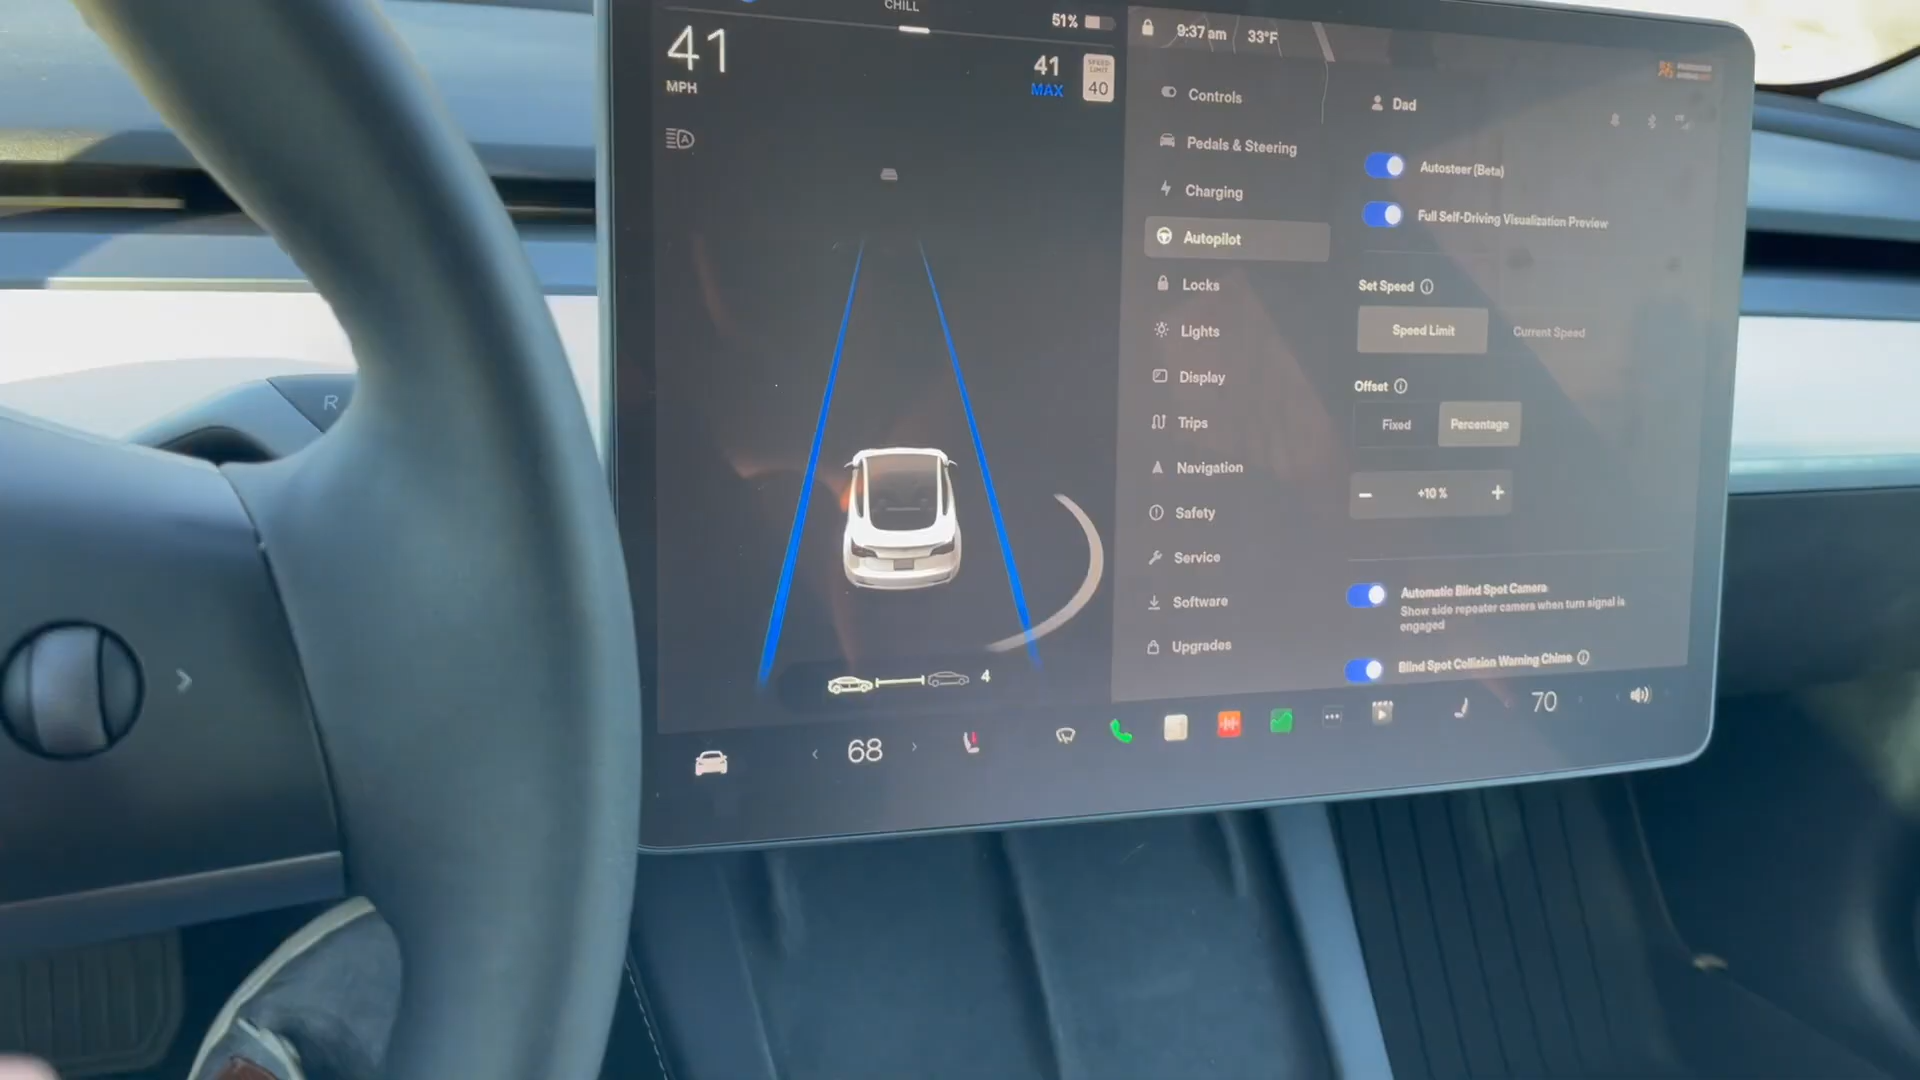 CHILL
41
MPH
51%
41
MAX
SPEED
LIMIT
40
A
R
4
68
9:37 am
33°F
Controls
Pedals & Steering
Charging
Autopilot
Locks
Lights
Display
Trips
Navigation
Safety
Service
Software
Upgrades
Dad
Autosteer (Beta)
Full Self-Driving Visualization Preview
Set Speed
Speed Limit
Current Speed
Offset
Fixed
Percentage
- +10 % +
Automatic Blind Spot Camera
Show side repeater camera when turn signal is
engaged
Blind Spot Collision Warning Chime
70